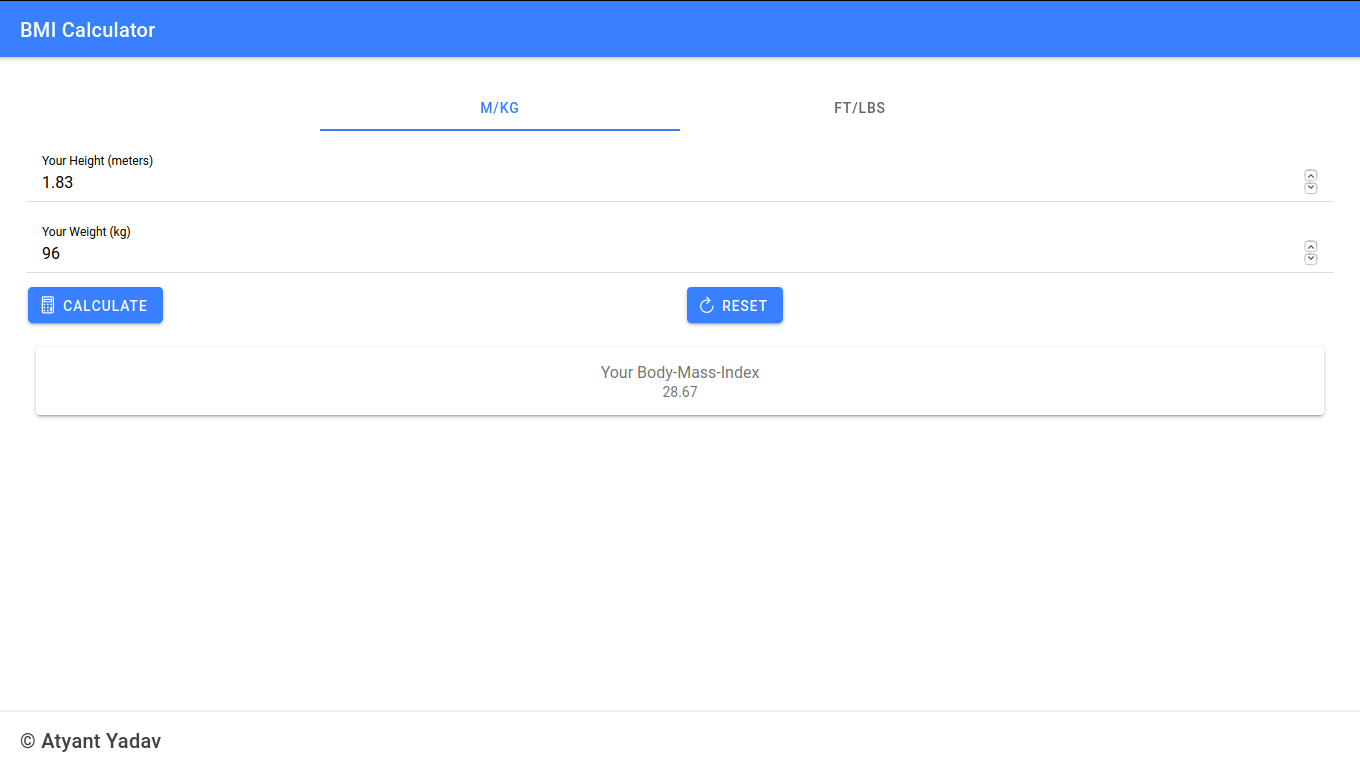 BMI Calculator
M/KG FT/LBS
Your Height (meters)
1.83
Your Weight (kg)
96
CALCULATE RESET
Your Body-Mass-Index
28.67
© Atyant Yadav